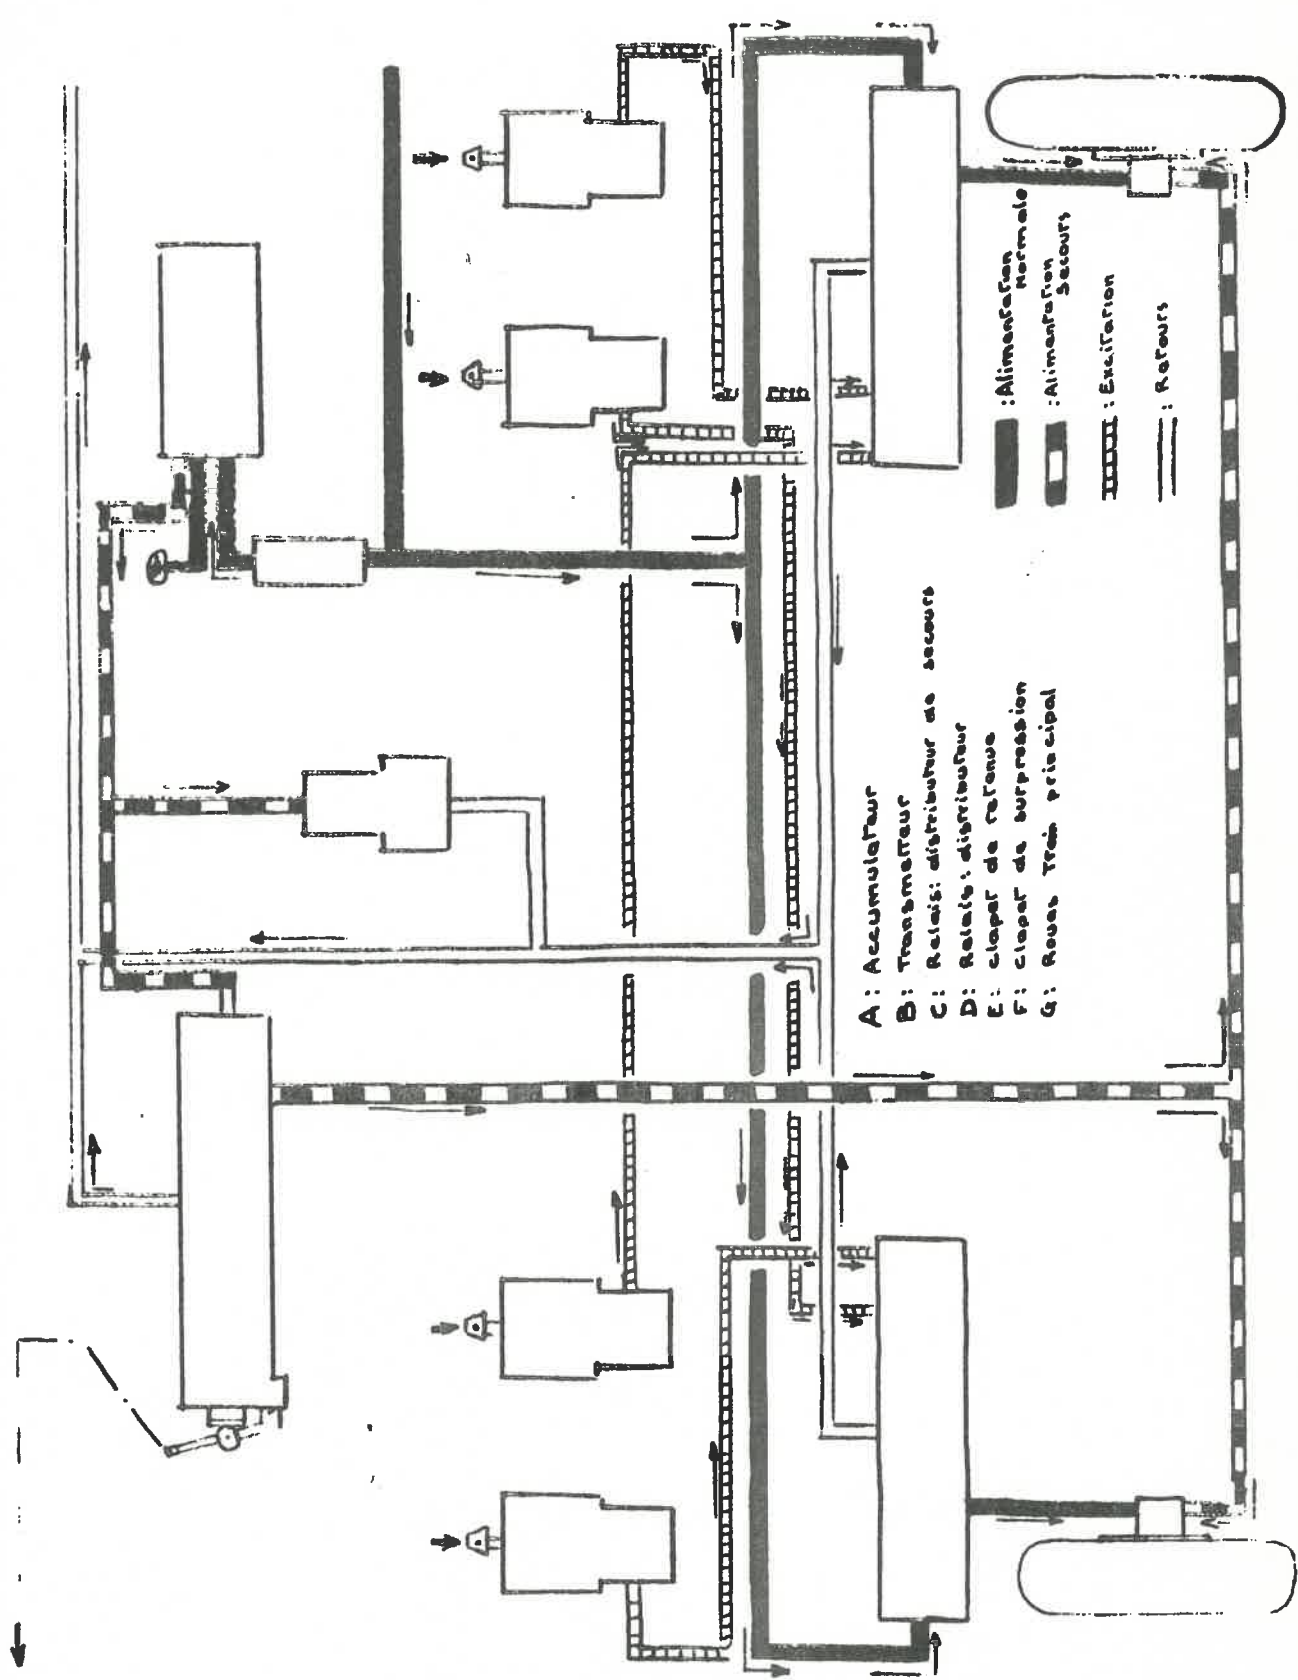 : Alimentation
Normale
: Alimentation
Secours
: Excitation
: Retours
A: Accumulateur
B: Transmetteur
C: Relais: distributeur de secours
D: Relais: distributeur
E: clapet de retenue
F: clapet de surpression
G: Roues Train principal